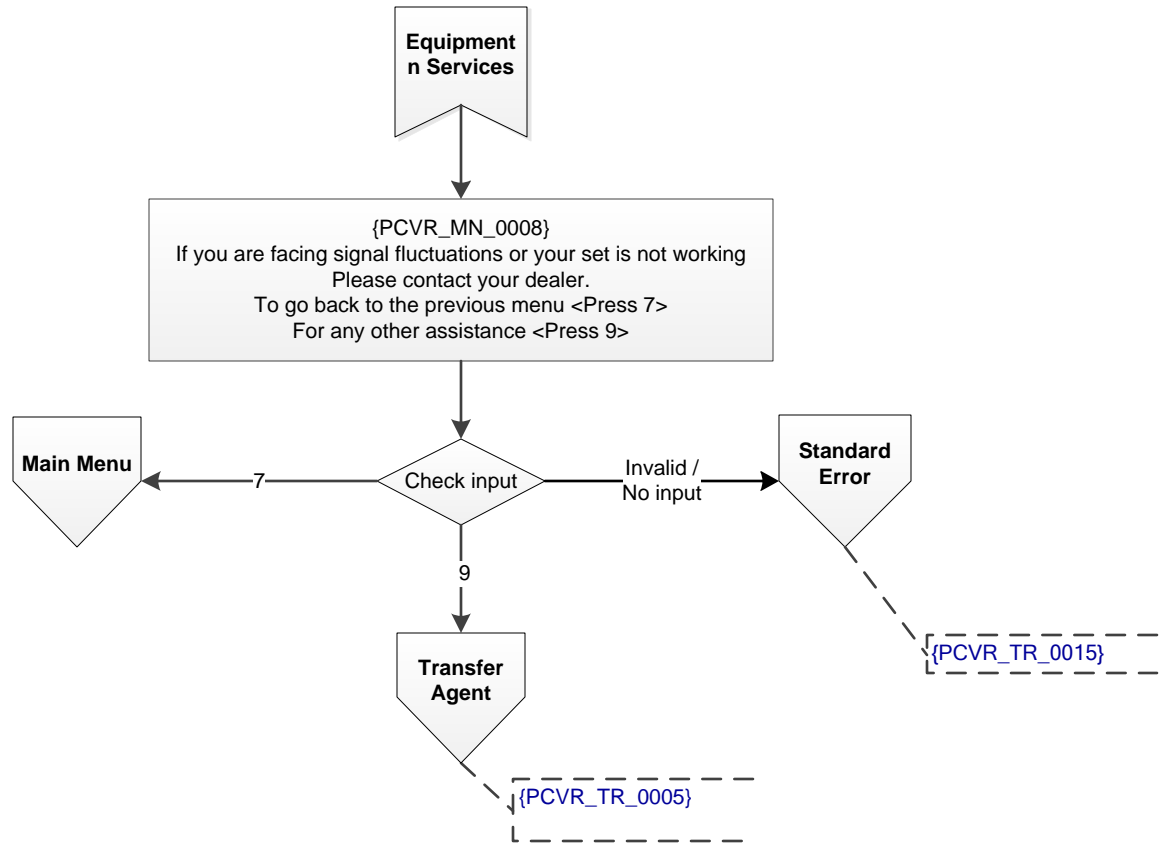 Equipment
n Services
{PCVR_MN_0008}
If you are facing signal fluctuations or your set is not working
Please contact your dealer.
To go back to the previous menu <Press 7>
For any other assistance <Press 9>
Main Menu
7
Check input
Invalid /
No input
Standard
Error
9
{PCVR_TR_0015}
Transfer
Agent
{PCVR_TR_0005}